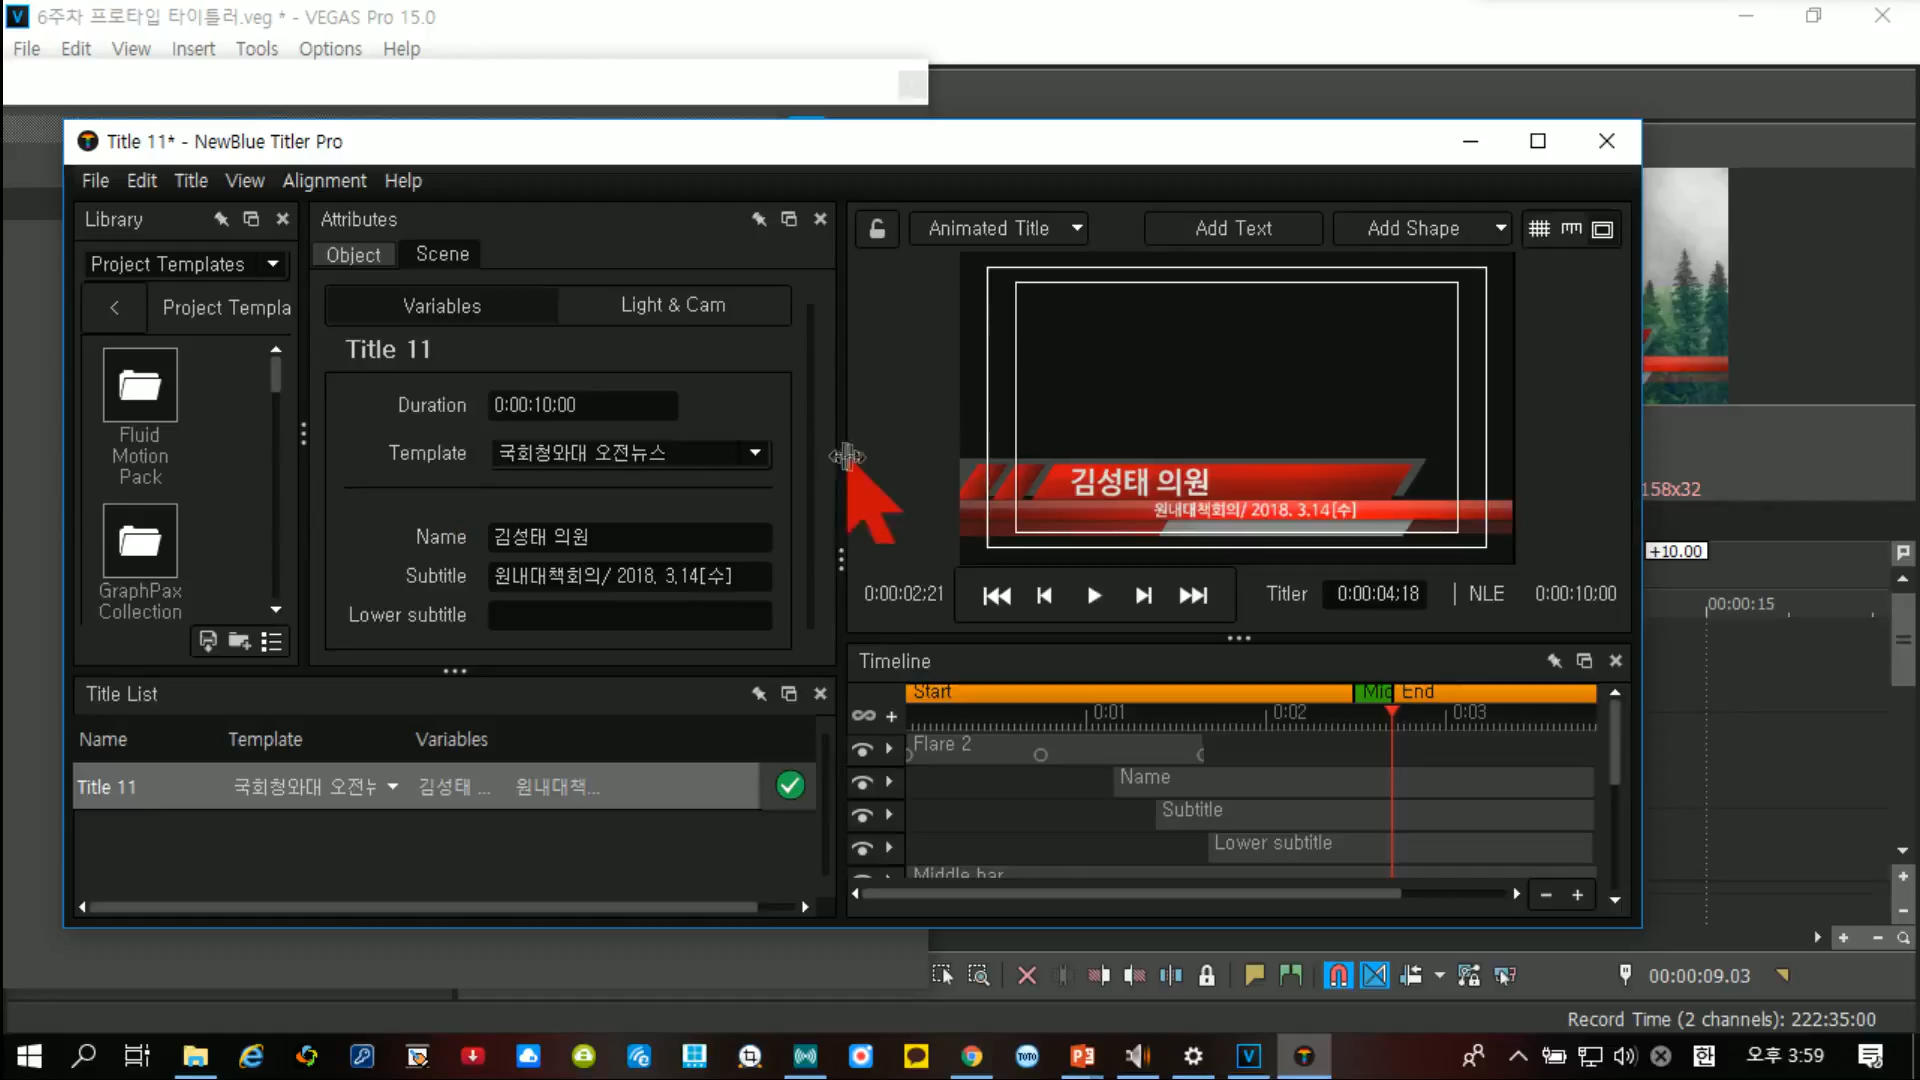 6주차 프로타입 타이틀러.veg * - VEGAS Pro 15.0
File Edit View Insert Tools Options Help
Title 11* - NewBlue Titler Pro
File Edit Title View Alignment Help
Library
Project Templates
Project Templa
Fluid
Motion
Pack
GraphPax
Collection
Attributes
Object Scene
Variables Light & Cam
Title 11
Duration 0:00:10;00
Template 국회청와대 오전뉴스
Name 김성태 의원
Subtitle 원내대책회의/ 2018. 3.14[수]
Lower subtitle
Animated Title Add Text Add Shape
김성태 의원
원내대책회의/ 2018. 3.14[수]
0:00:02;21 Titler 0:00:04;18 NLE 0:00:10;00
Title List
Name Template Variables
Title 11 국회청와대 오전뉴 김성태 ... 원내대책...
Timeline
Start Mid End
0:01 0:02 0:03
Flare 2
Name
Subtitle
Lower subtitle
Middle bar
158x32
+10.00
00:00:15
00:00:09.03
Record Time (2 channels): 222:35:00
TOTO
한 오후 3:59